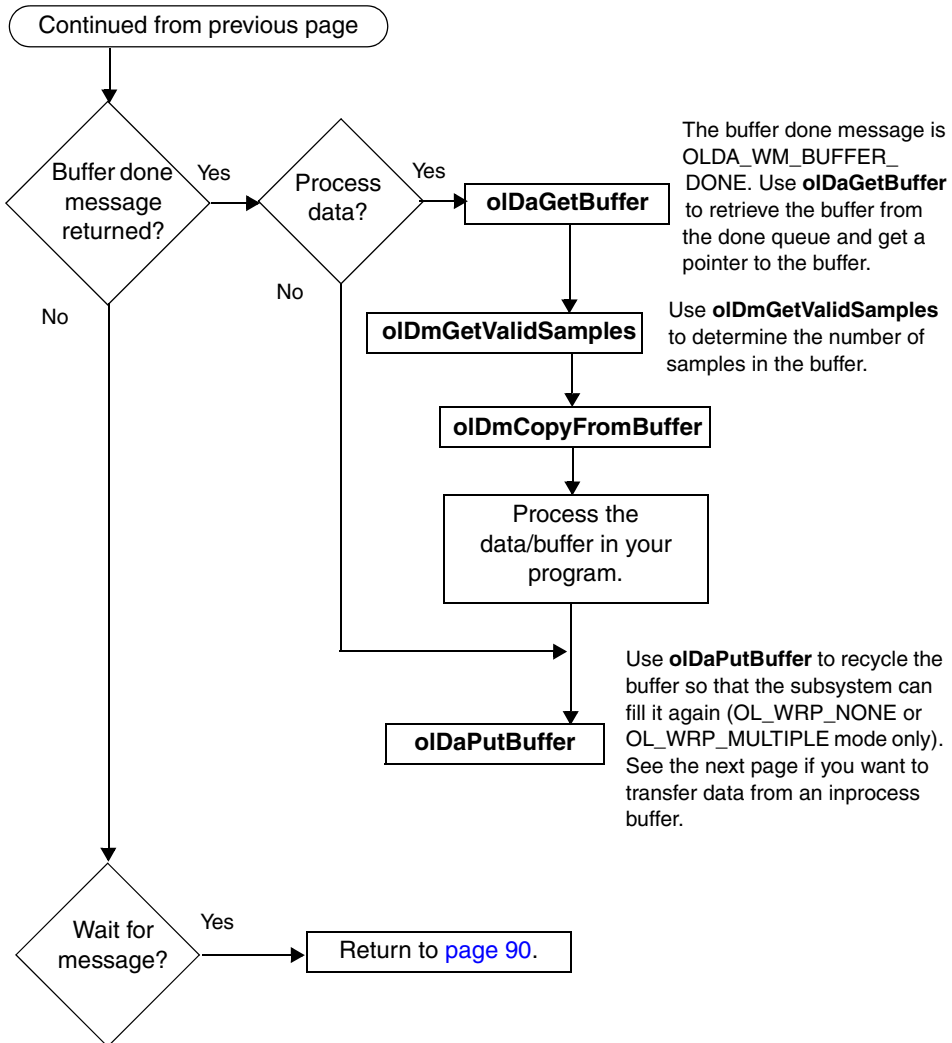 Continued from previous page
Buffer done
message
returned?
Yes
No
Process
data?
Yes
No
olDaGetBuffer
The buffer done message is
OLDA_WM_BUFFER_
DONE. Use olDaGetBuffer
to retrieve the buffer from
the done queue and get a
pointer to the buffer.
olDmGetValidSamples
Use olDmGetValidSamples
to determine the number of
samples in the buffer.
olDmCopyFromBuffer
Process the
data/buffer in your
program.
olDaPutBuffer
Use olDaPutBuffer to recycle the
buffer so that the subsystem can
fill it again (OL_WRP_NONE or
OL_WRP_MULTIPLE mode only).
See the next page if you want to
transfer data from an inprocess
buffer.
Wait for
message?
Yes
Return to page 90.